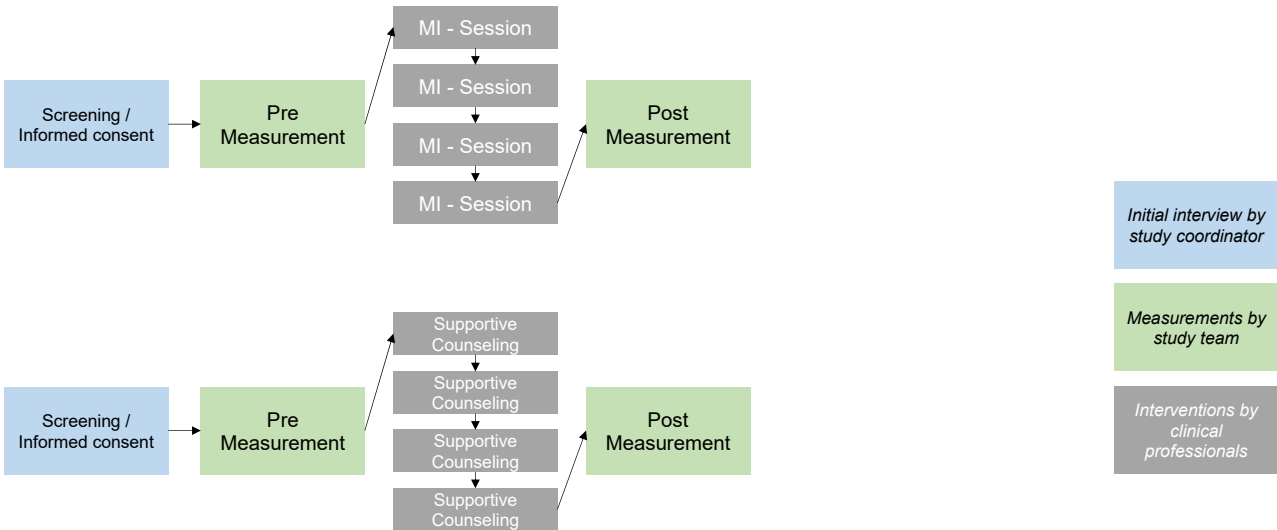 MI - Session
MI - Session
MI - Session
MI - Session
Screening /
Informed consent
Pre
Measurement
Post
Measurement
Initial interview by
study coordinator
Measurements by
study team
Interventions by
clinical
professionals
Supportive
Counseling
Supportive
Counseling
Supportive
Counseling
Supportive
Counseling
Screening /
Informed consent
Pre
Measurement
Post
Measurement